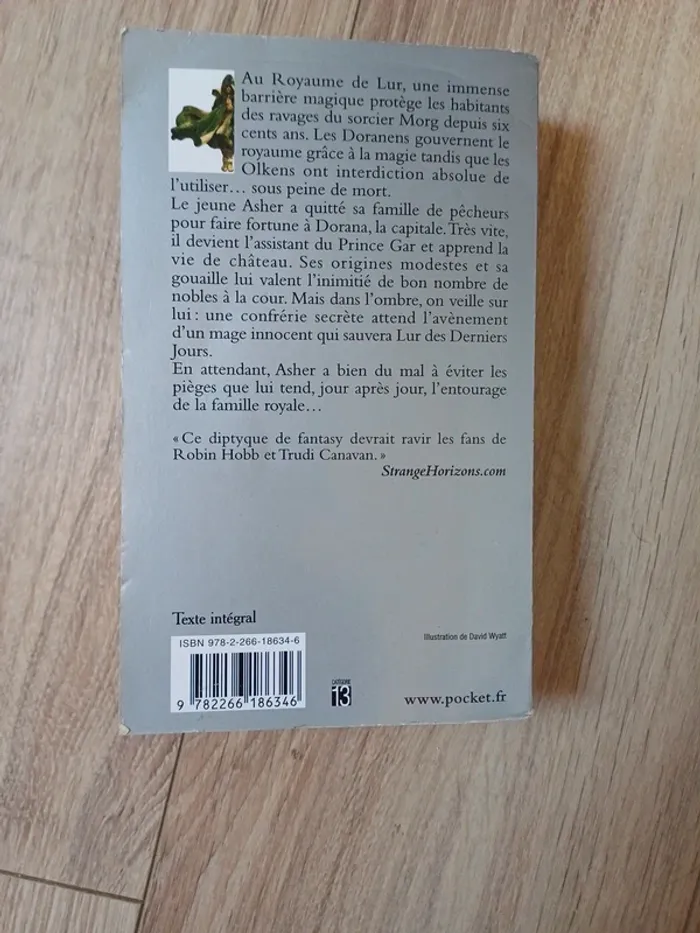 Au Royaume de Lur, une immense
barrière magique protège les habitants
des ravages du sorcier Morg depuis six
cents ans. Les Doranens gouvernent le
royaume grâce à la magie tandis que les
Olkens ont interdiction absolue de
l'utiliser… sous peine de mort.
Le jeune Asher a quitté sa famille de pêcheurs
pour faire fortune à Dorana, la capitale. Très vite,
il devient l'assistant du Prince Gar et apprend la
vie de château. Ses origines modestes et sa
gouaille lui valent l'inimitié de bon nombre de
nobles à la cour. Mais dans l'ombre, on veille sur
lui : une confrérie secrète attend l'avènement
d'un mage innocent qui sauvera Lur des Derniers
Jours.
En attendant, Asher a bien du mal à éviter les
pièges que lui tend, jour après jour, l'entourage
de la famille royale…
« Ce diptyque de fantasy devrait ravir les fans de
Robin Hobb et Trudi Canavan. »
StrangeHorizons.com
Texte intégral
Illustration de David Wyatt
ISBN 978-2-266-18634-6
9 782266 186346
CATÉGORIE
13
www.pocket.fr